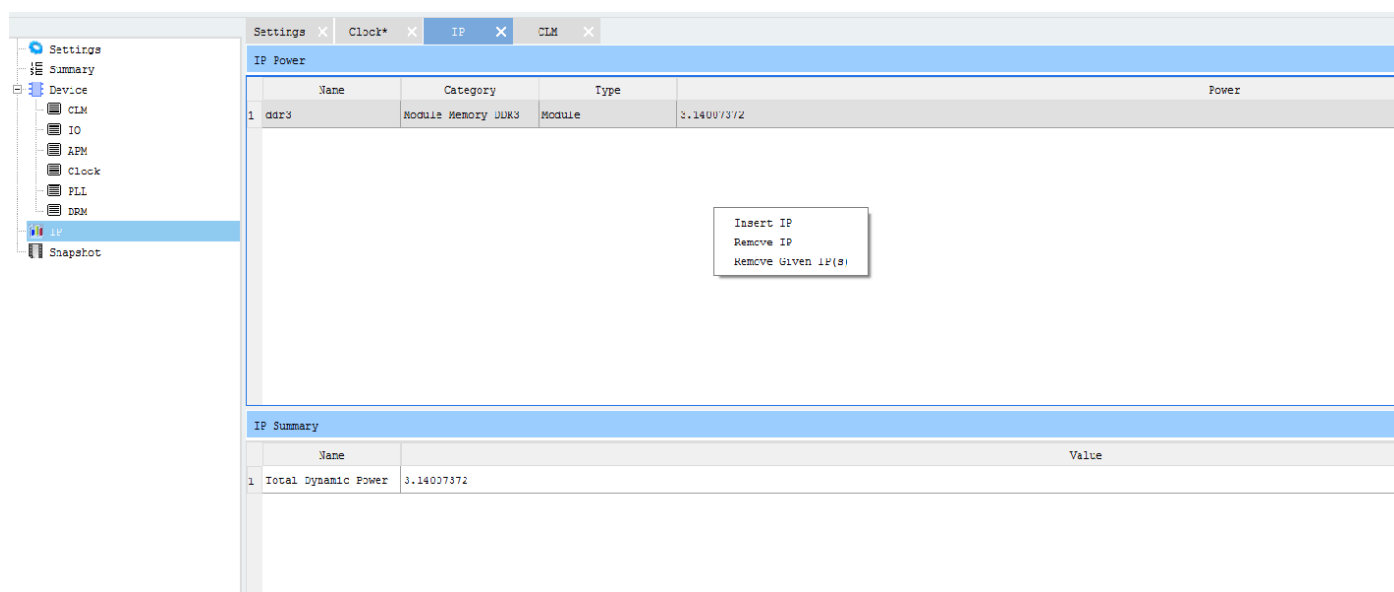 Settings Clock* IP CLM
Settings
Summary
Device
CLM
IO
APM
Clock
PLL
DRM
IP
Snapshot
IP Power
Name Category Type Power
1 ddr3 Module Memory DDR3 Module 3.14007372
Insert IP
Remove IP
Remove Given IP(s)
IP Summary
Name Value
1 Total Dynamic Power 3.14007372